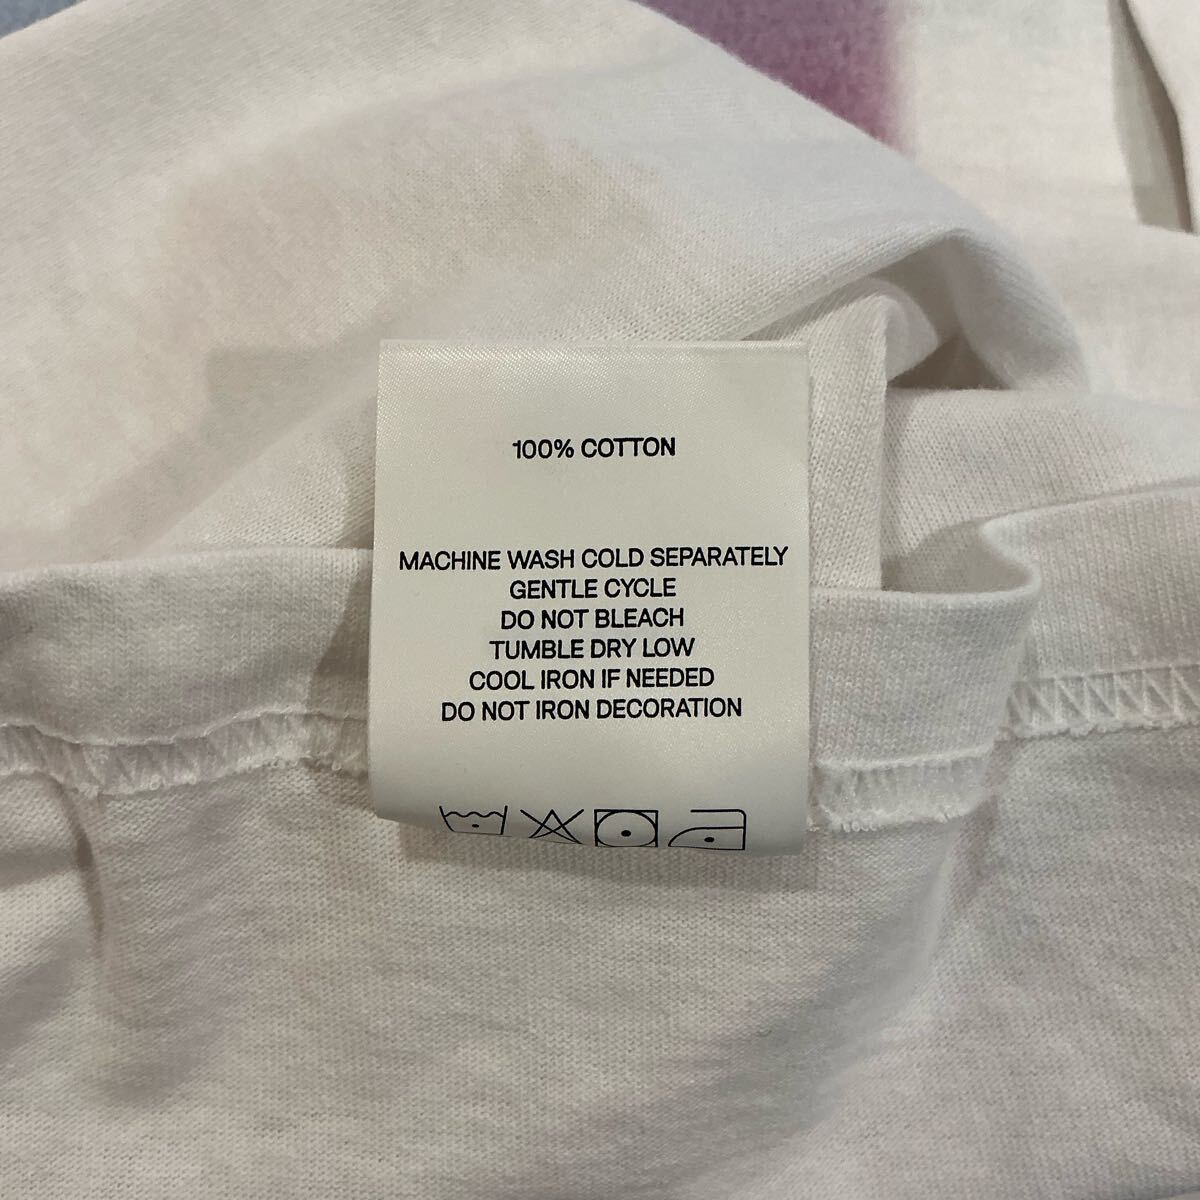 100% COTTON
MACHINE WASH COLD SEPARATELY
GENTLE CYCLE
DO NOT BLEACH
TUMBLE DRY LOW
COOL IRON IF NEEDED
DO NOT IRON DECORATION